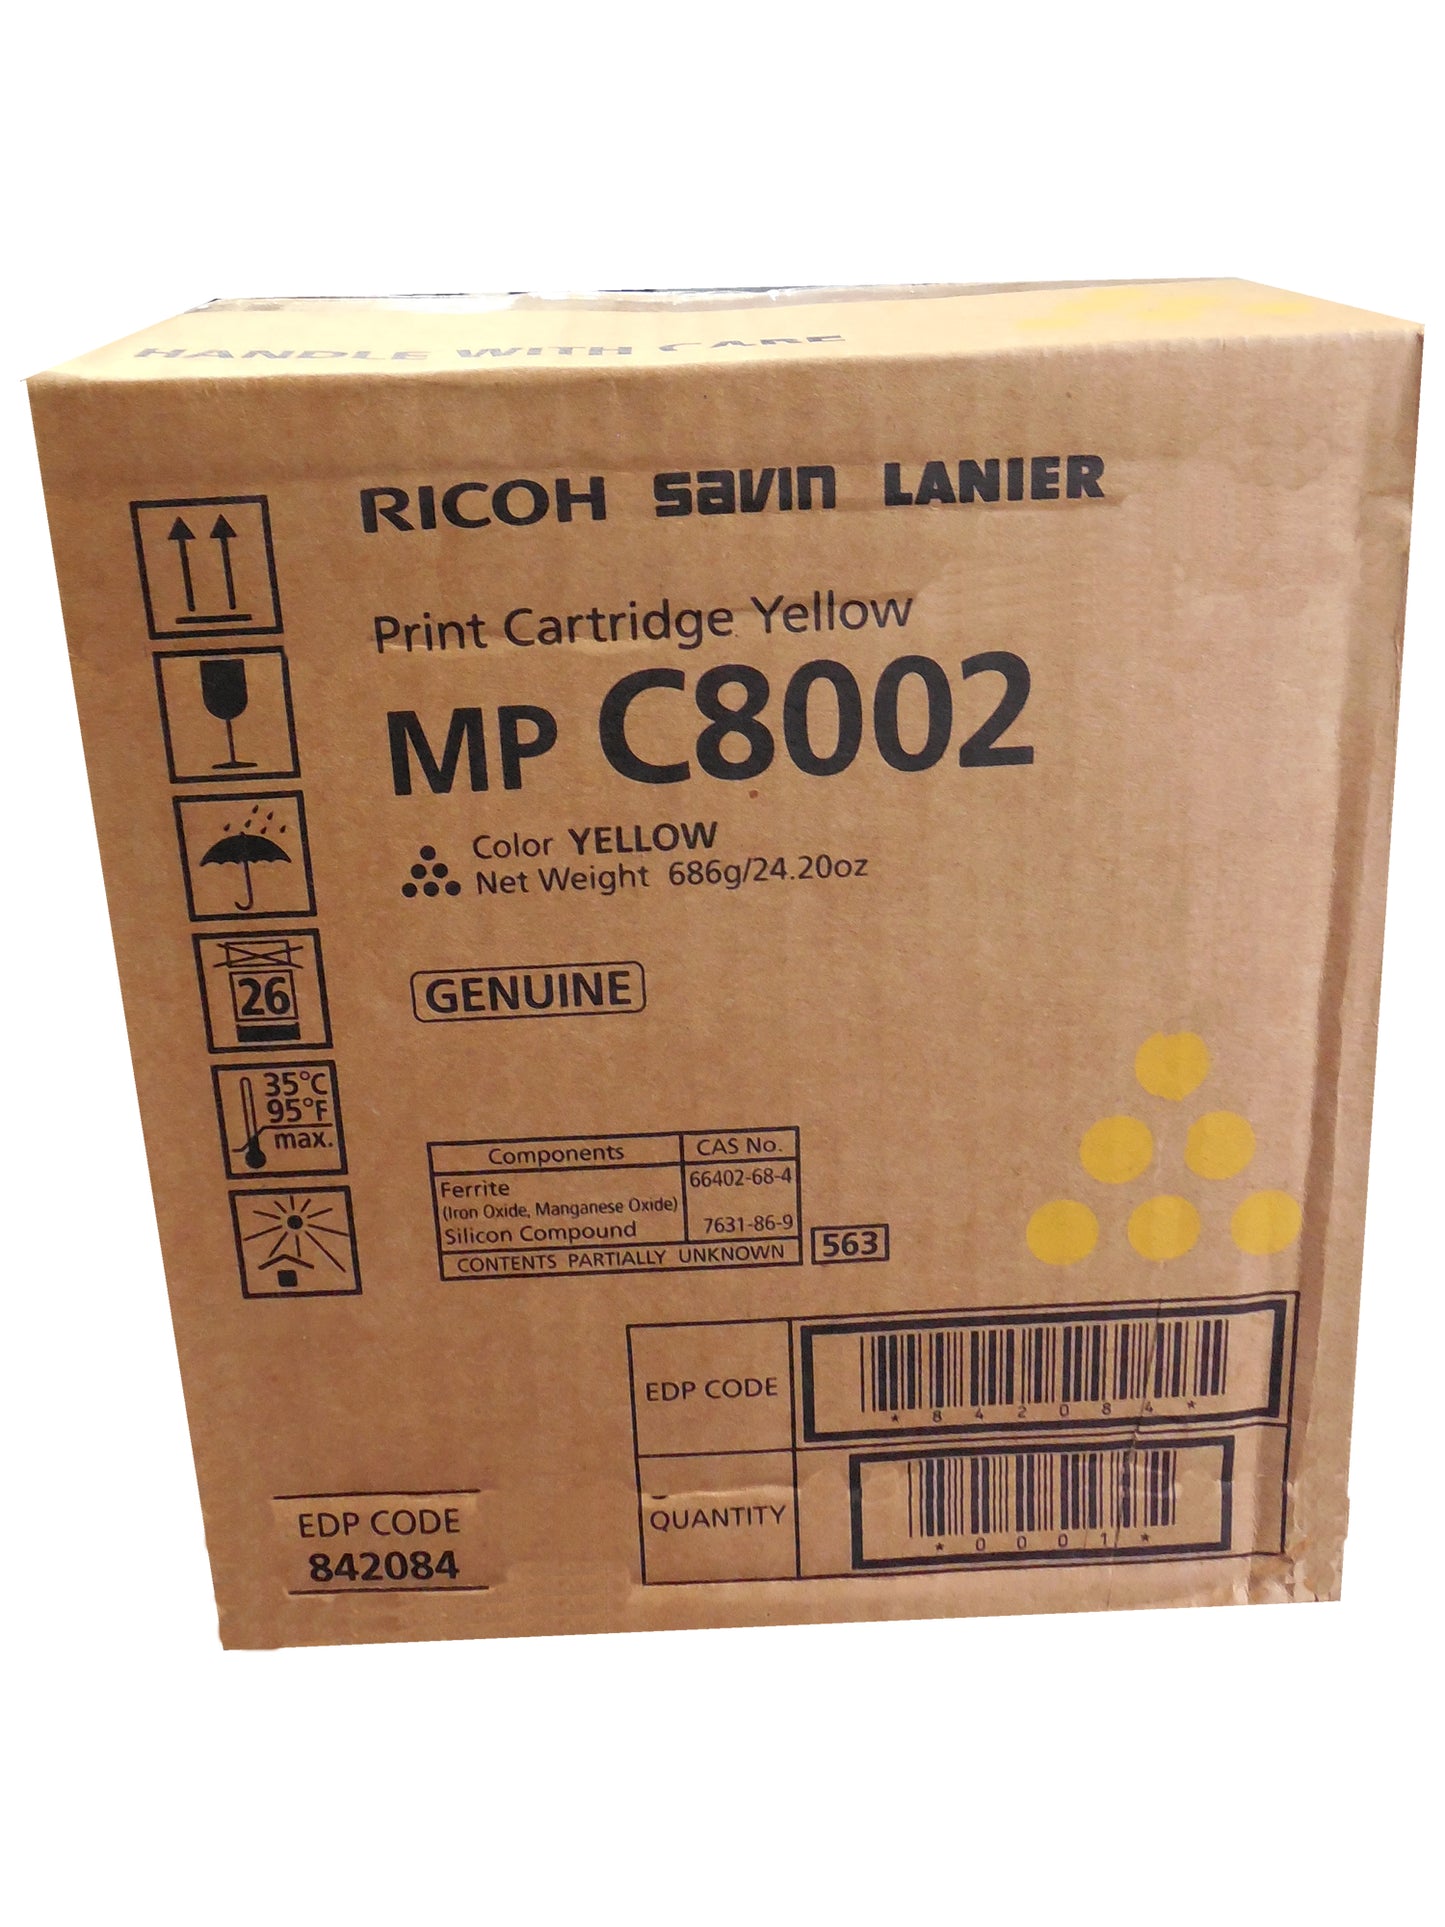 HANDLE WITH CARE
RICOH Savin LANIER
Print Cartridge Yellow
MP C8002
Color YELLOW
Net Weight 686g/24.20oz
GENUINE
26
35°C
95°F
max.
Components CAS No.
Ferrite 66402-68-4
(Iron Oxide, Manganese Oxide)
Silicon Compound 7631-86-9
CONTENTS PARTIALLY UNKNOWN
563
EDP CODE
*842084*
QUANTITY
*0001*
EDP CODE
842084